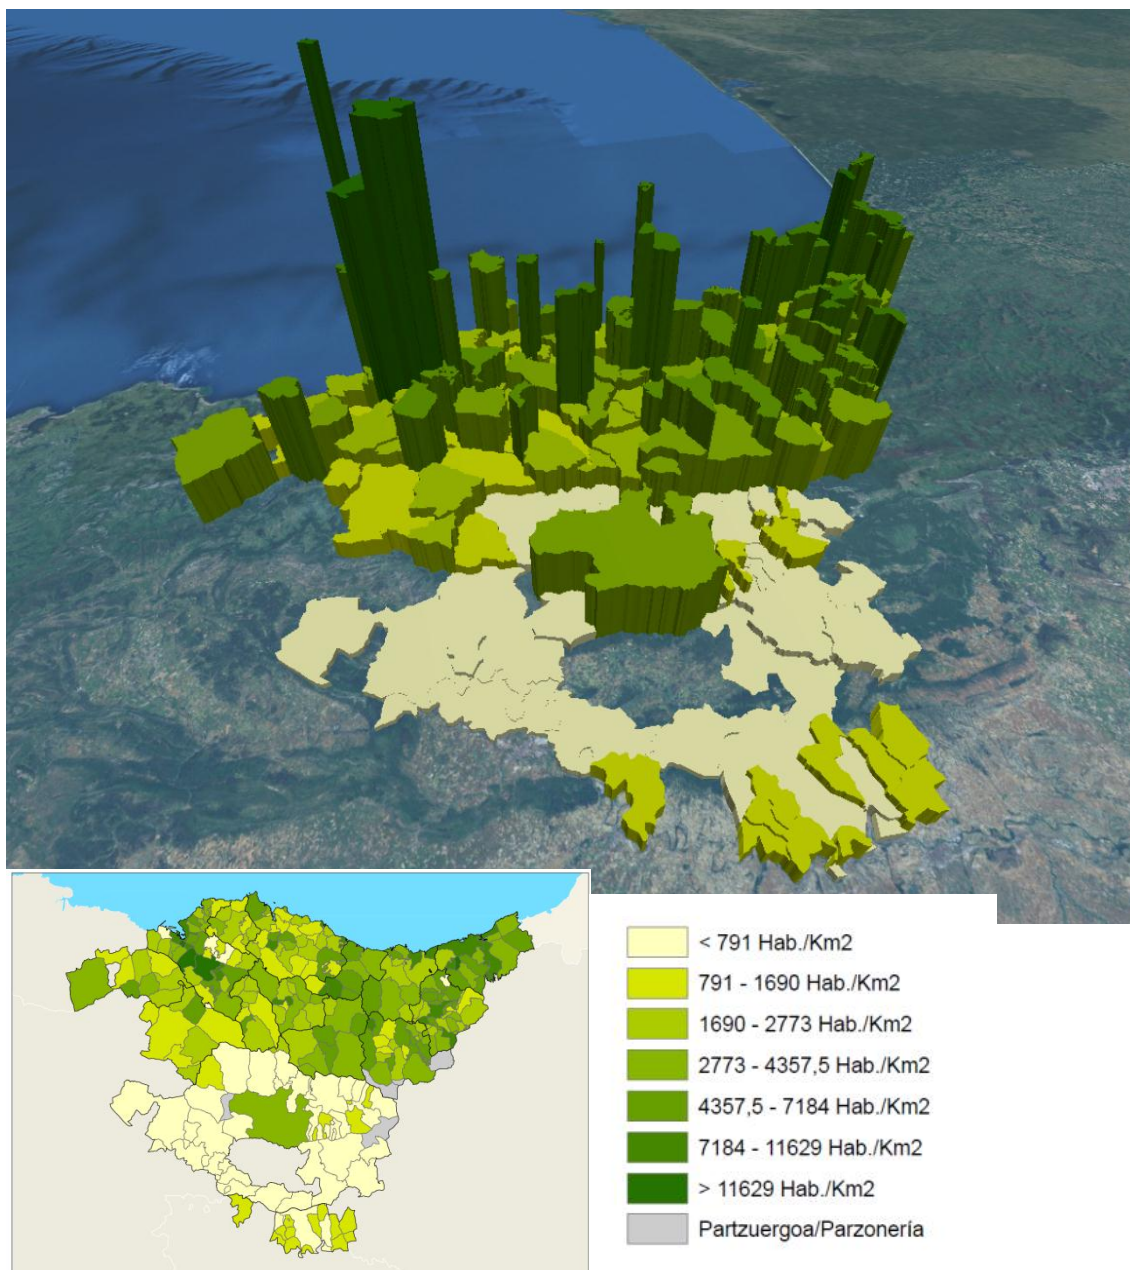 < 791 Hab./Km2
791 - 1690 Hab./Km2
1690 - 2773 Hab./Km2
2773 - 4357,5 Hab./Km2
4357,5 - 7184 Hab./Km2
7184 - 11629 Hab./Km2
> 11629 Hab./Km2
Partzuergoa/Parzonería